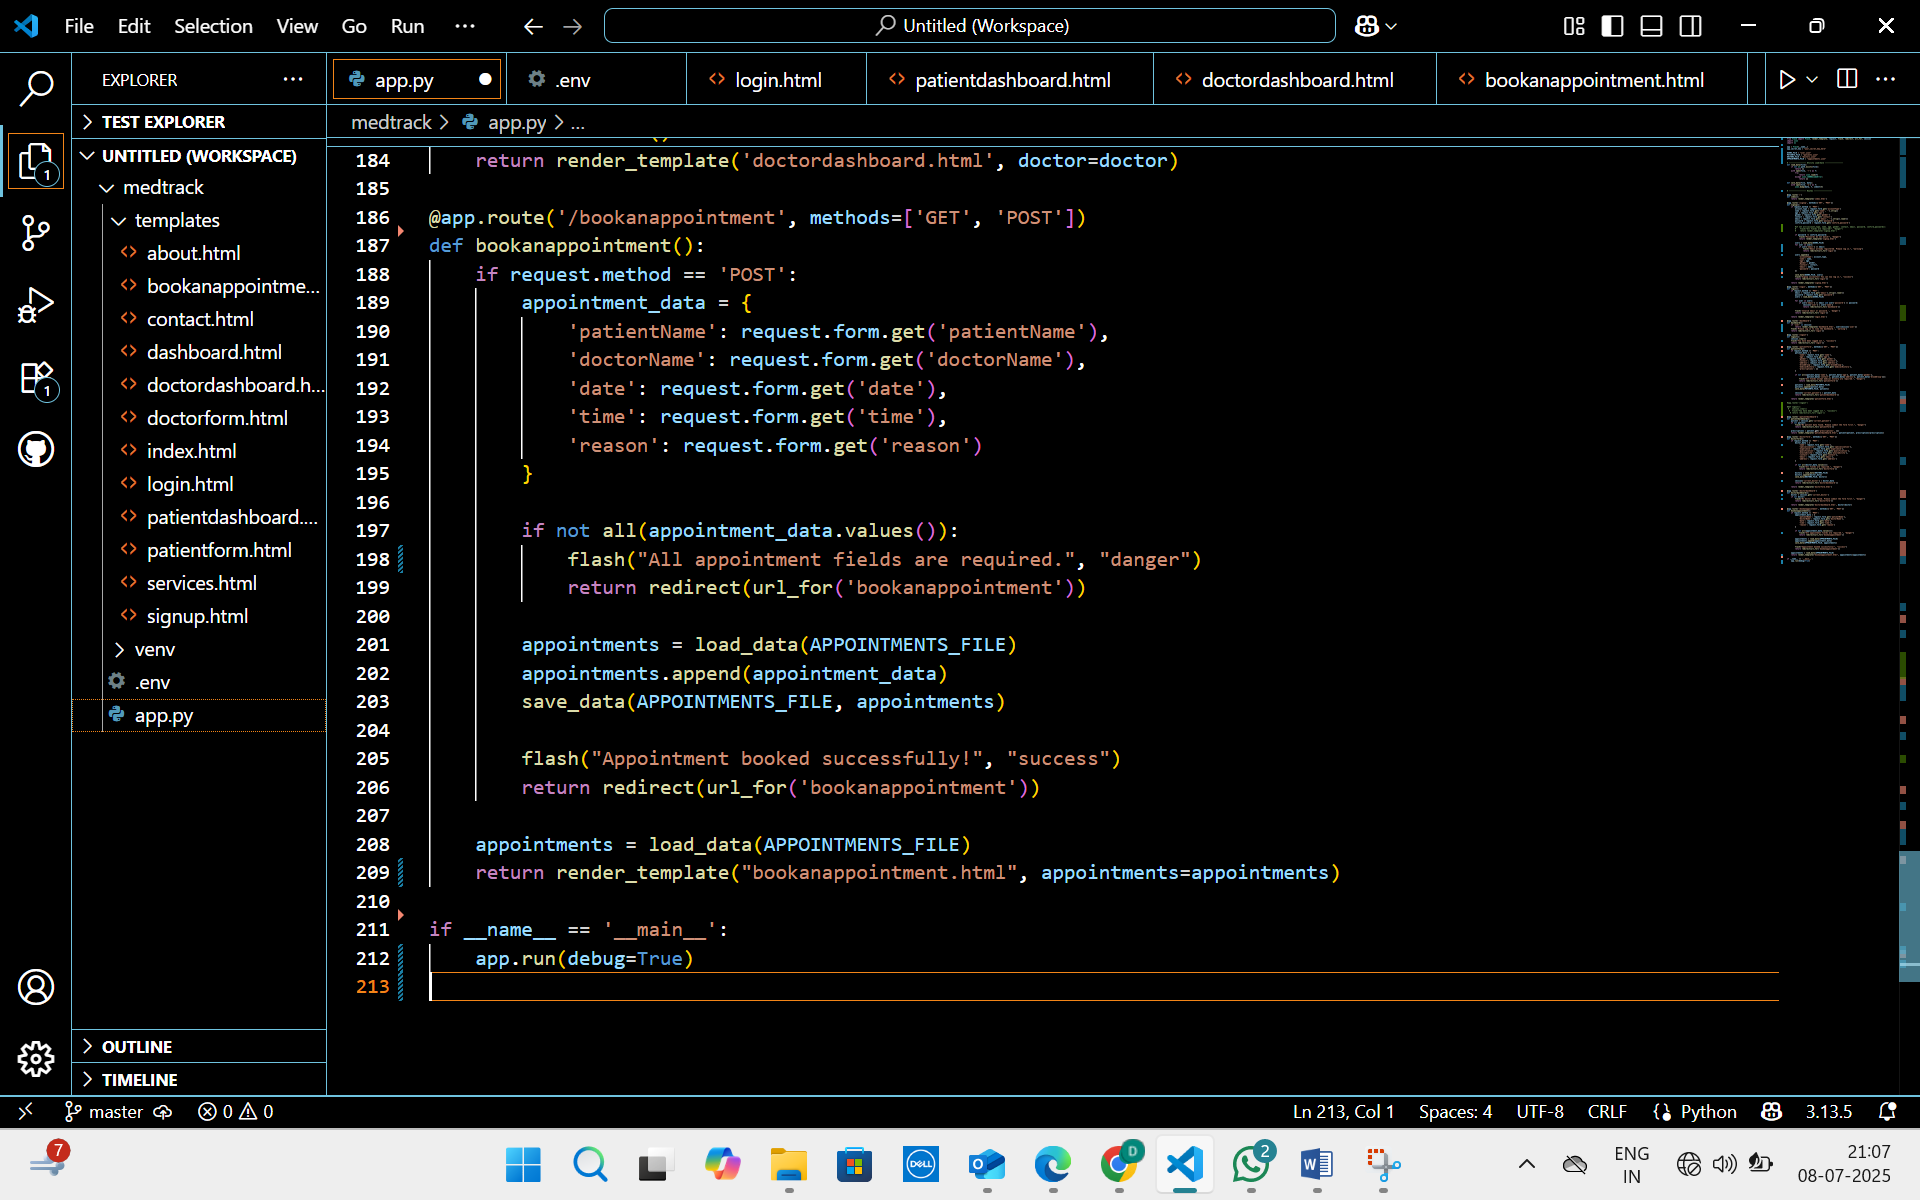 File Edit Selection View Go Run ··· Untitled (Workspace)
EXPLORER ···
app.py .env login.html patientdashboard.html doctordashboard.html bookanappointment.html ···
medtrack > app.py > ...
TEST EXPLORER
UNTITLED (WORKSPACE)
medtrack
templates
about.html
bookanappointme...
contact.html
dashboard.html
doctordashboard.h...
doctorform.html
index.html
login.html
patientdashboard....
patientform.html
services.html
signup.html
venv
.env
app.py
OUTLINE
TIMELINE
1
1
184 return render_template('doctordashboard.html', doctor=doctor)
185
186 @app.route('/bookanappointment', methods=['GET', 'POST'])
187 def bookanappointment():
188 if request.method == 'POST':
189 appointment_data = {
190 'patientName': request.form.get('patientName'),
191 'doctorName': request.form.get('doctorName'),
192 'date': request.form.get('date'),
193 'time': request.form.get('time'),
194 'reason': request.form.get('reason')
195 }
196
197 if not all(appointment_data.values()):
198 flash("All appointment fields are required.", "danger")
199 return redirect(url_for('bookanappointment'))
200
201 appointments = load_data(APPOINTMENTS_FILE)
202 appointments.append(appointment_data)
203 save_data(APPOINTMENTS_FILE, appointments)
204
205 flash("Appointment booked successfully!", "success")
206 return redirect(url_for('bookanappointment'))
207
208 appointments = load_data(APPOINTMENTS_FILE)
209 return render_template("bookanappointment.html", appointments=appointments)
210
211 if __name__ == '__main__':
212 app.run(debug=True)
213
master 0 0 Ln 213, Col 1 Spaces: 4 UTF-8 CRLF Python 3.13.5
7 DELL D 2 ENG 21:07
IN 08-07-2025